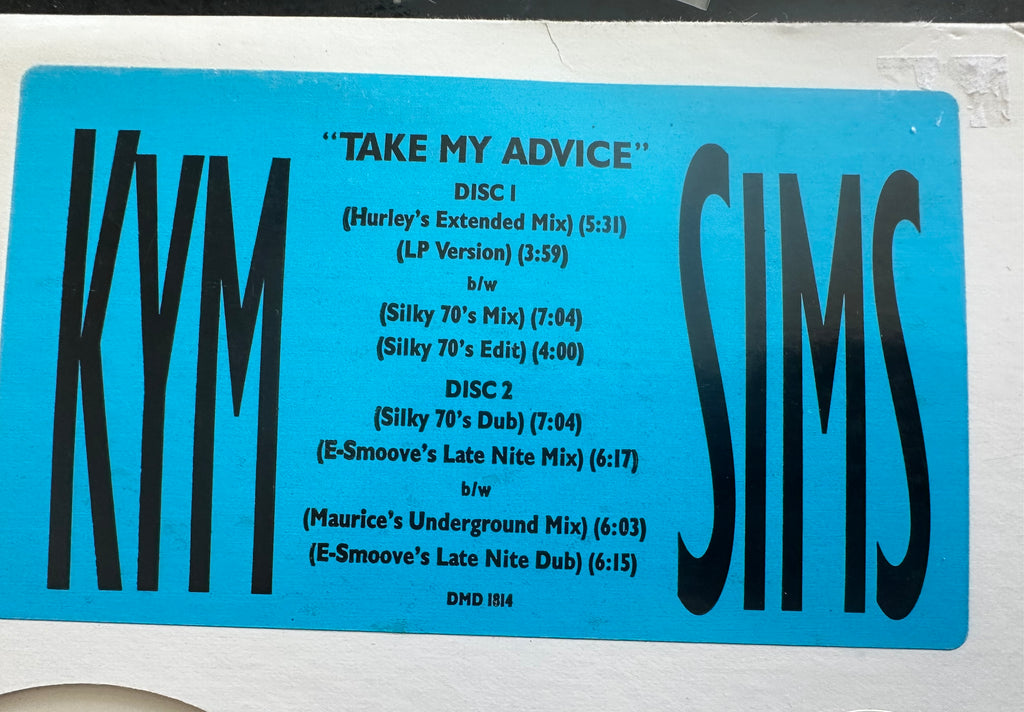 KYM SIMS
"TAKE MY ADVICE"
DISC 1
(Hurley's Extended Mix) (5:31)
(LP Version) (3:59)
b/w
(Silky 70's Mix) (7:04)
(Silky 70's Edit) (4:00)
DISC 2
(Silky 70's Dub) (7:04)
(E-Smoove's Late Nite Mix) (6:17)
b/w
(Maurice's Underground Mix) (6:03)
(E-Smoove's Late Nite Dub) (6:15)
DMD 1814